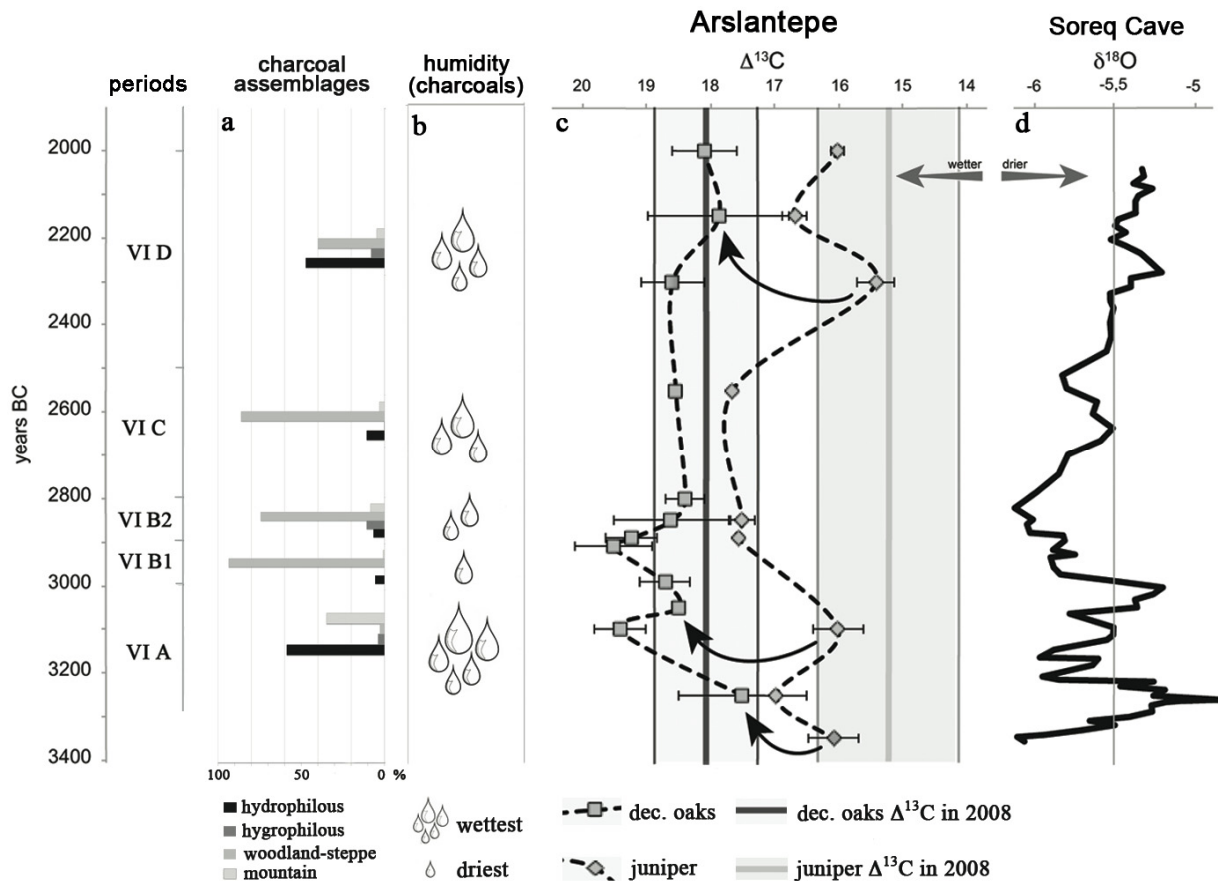 Arslantepe
Soreq Cave
periods
charcoal
assemblages
humidity
(charcoals)
Δ13C
δ18O
20 19 18 17 16 15 14
-6 -5,5 -5
a
b
c
d
years BC
2000
2200
2400
2600
2800
3000
3200
3400
VI D
VI C
VI B2
VI B1
VI A
wetter drier
100 50 0 %
hydrophilous
hygrophilous
woodland-steppe
mountain
wettest
driest
dec. oaks
juniper
dec. oaks Δ13C in 2008
juniper Δ13C in 2008